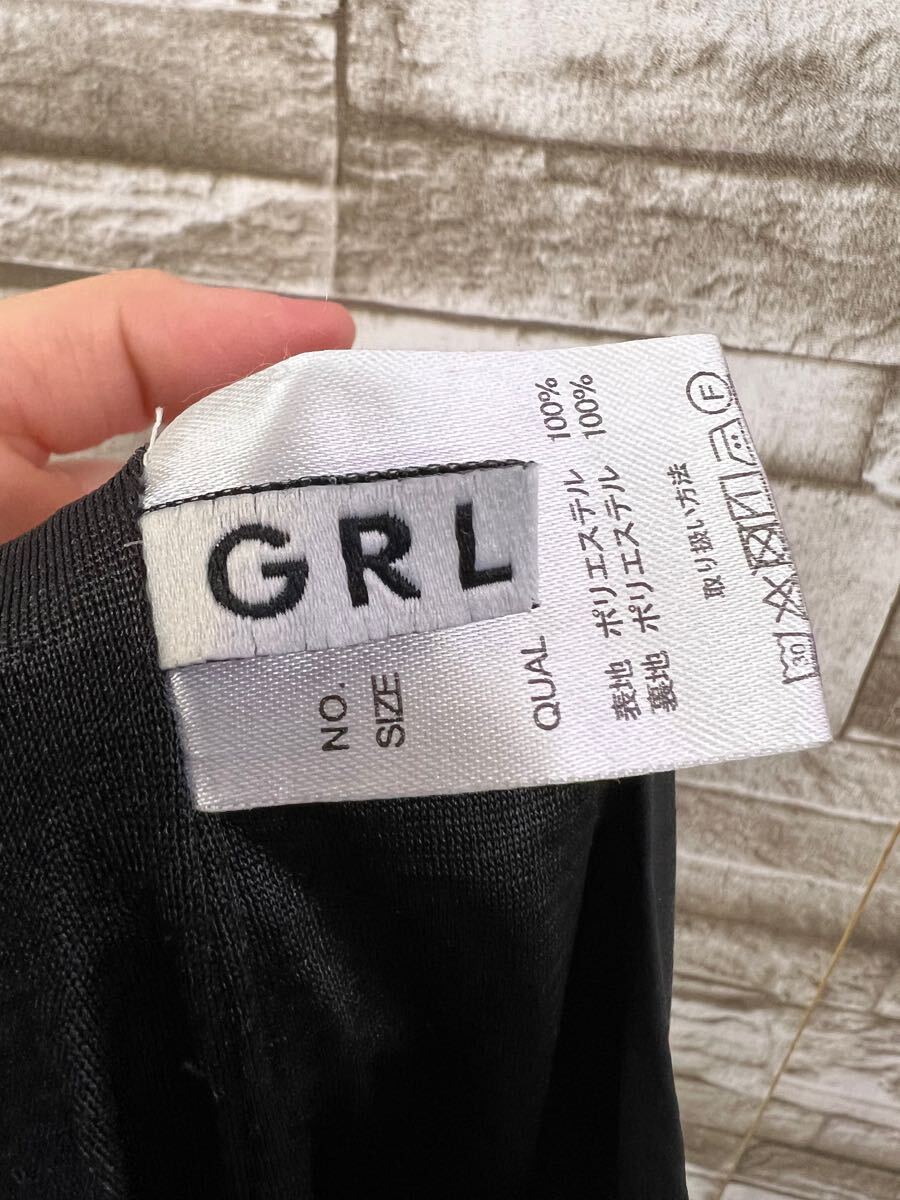 GRL
NO.
SIZE
QUAL
表地 ポリエステル 100%
裏地 ポリエステル 100%
取り扱い方法
30
F